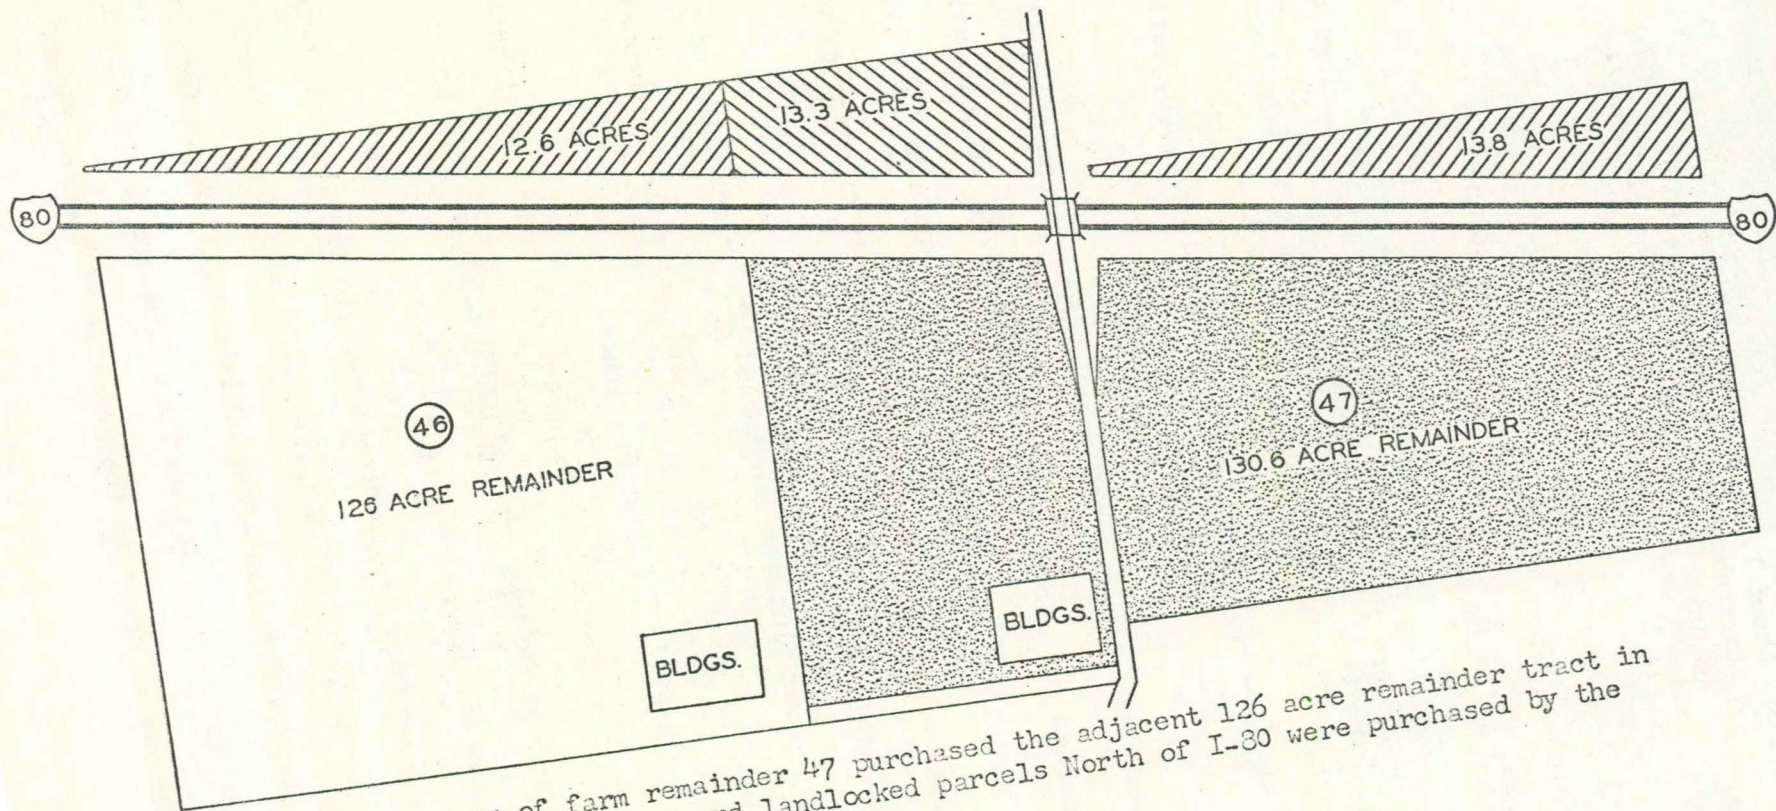 13.3 ACRES
12.6 ACRES
13.8 ACRES
80
80
46
126 ACRE REMAINDER
47
130.6 ACRE REMAINDER
BLDGS.
BLDGS.
of farm remainder 47 purchased the adjacent 126 acre remainder tract in
landlocked parcels North of I-80 were purchased by the